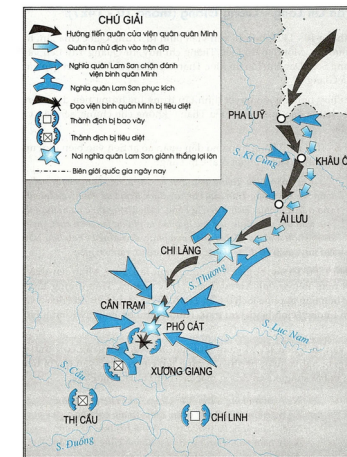 CHÚ GIẢI
Hướng tiến quân của viện quân quân Minh
Quân ta nhử địch vào trận địa
Nghĩa quân Lam Sơn chặn đánh
viện binh quân Minh
Nghĩa quân Lam Sơn phục kích
Đạo viện binh quân Minh bị tiêu diệt
Thành địch bị bao vây
Thành địch bị tiêu diệt
Nơi nghĩa quân Lam Sơn giành thắng lợi lớn
Biên giới quốc gia ngày nay
PHA LUỸ
S. Kì Cùng
KHÂU Ô
ẢI LƯU
CHI LĂNG
S. Thương
CẦN TRẠM
PHỐ CÁT
S. Lục Nam
XƯƠNG GIANG
S. Cầu
THỊ CẦU
CHÍ LINH
S. Đuống